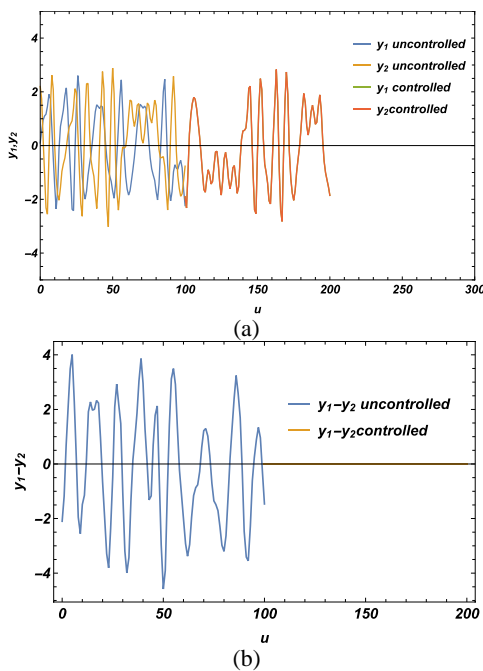 4
2
0
−2
−4
y1,y2
y1 uncontrolled
y2 uncontrolled
y1 controlled
y2controlled
0 50 100 150 200 250 300
u
(a)
4
2
0
−2
−4
y1−y2
y1−y2 uncontrolled
y1−y2controlled
0 50 100 150 200
u
(b)